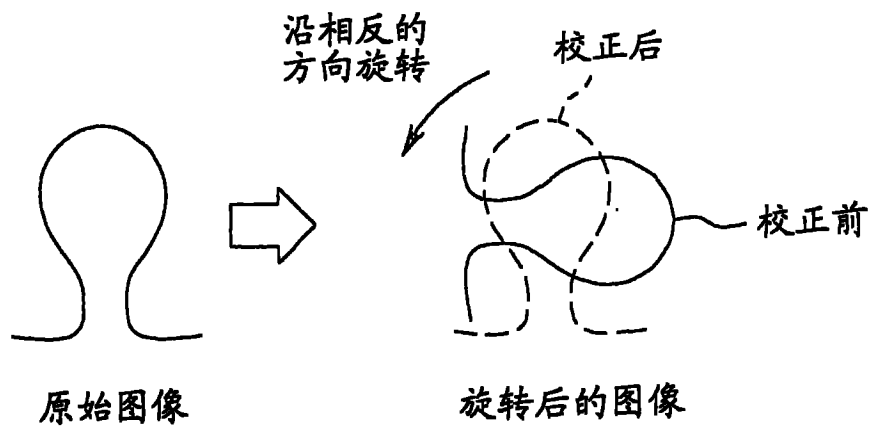 沿相反的
方向旋转
校正后
校正前
原始图像
旋转后的图像